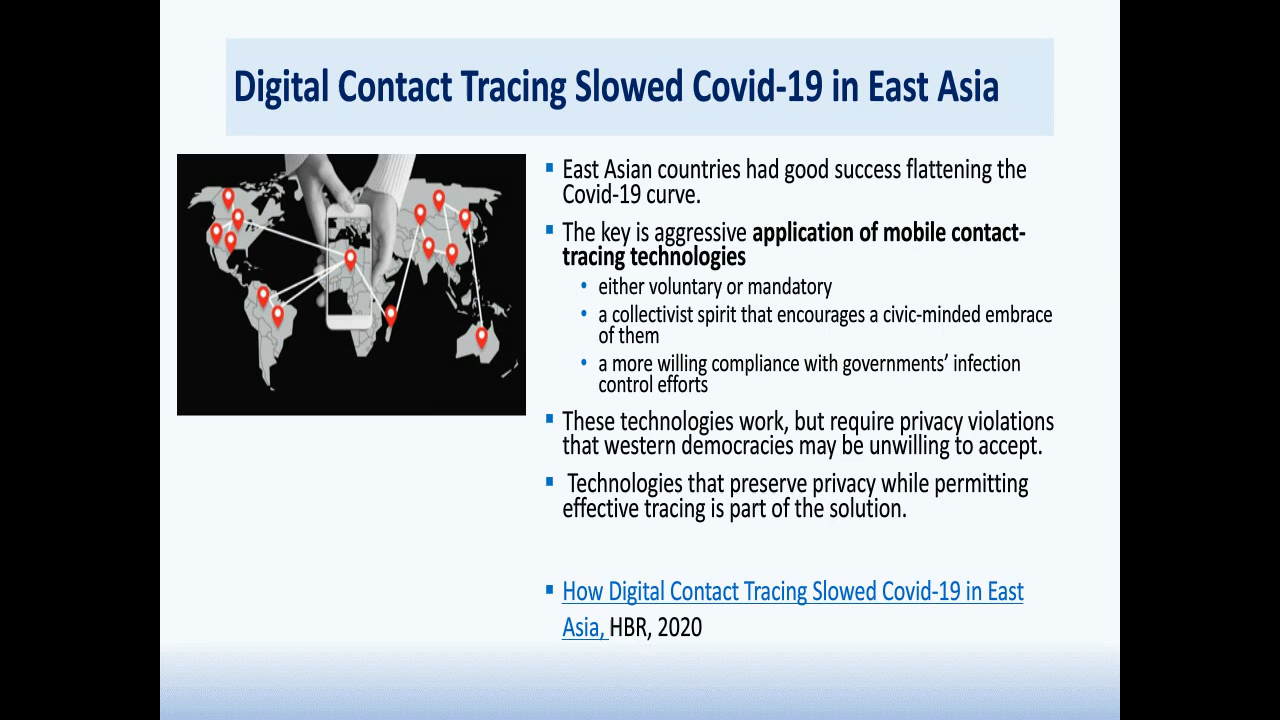 Digital Contact Tracing Slowed Covid-19 in East Asia
▪ East Asian countries had good success flattening the
Covid-19 curve.
▪ The key is aggressive application of mobile contact-
tracing technologies
• either voluntary or mandatory
• a collectivist spirit that encourages a civic-minded embrace
of them
• a more willing compliance with governments’ infection
control efforts
▪ These technologies work, but require privacy violations
that western democracies may be unwilling to accept.
▪ Technologies that preserve privacy while permitting
effective tracing is part of the solution.
▪ How Digital Contact Tracing Slowed Covid-19 in East
Asia, HBR, 2020